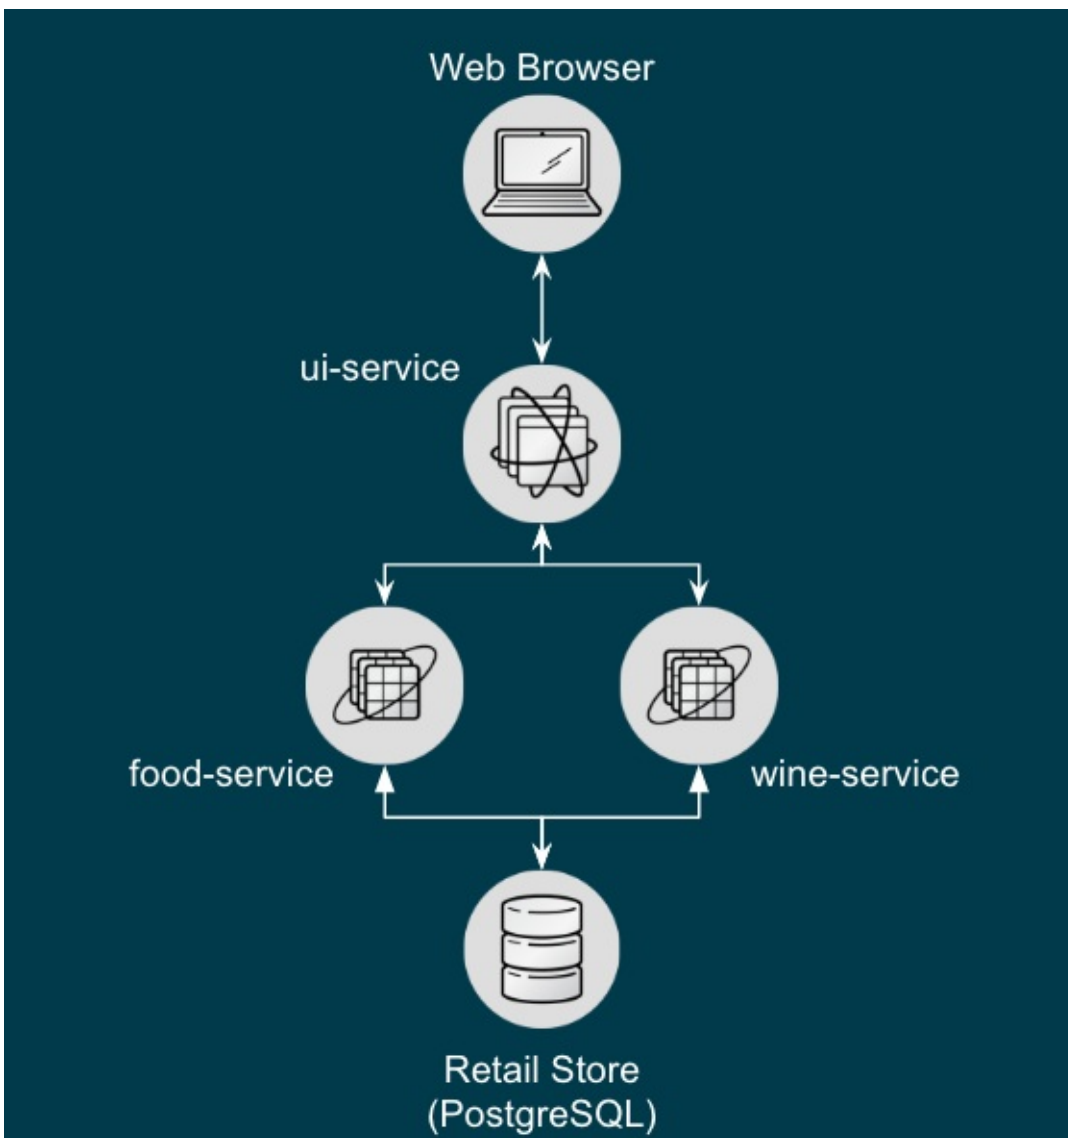 Web Browser
ui-service
food-service
wine-service
Retail Store
(PostgreSQL)